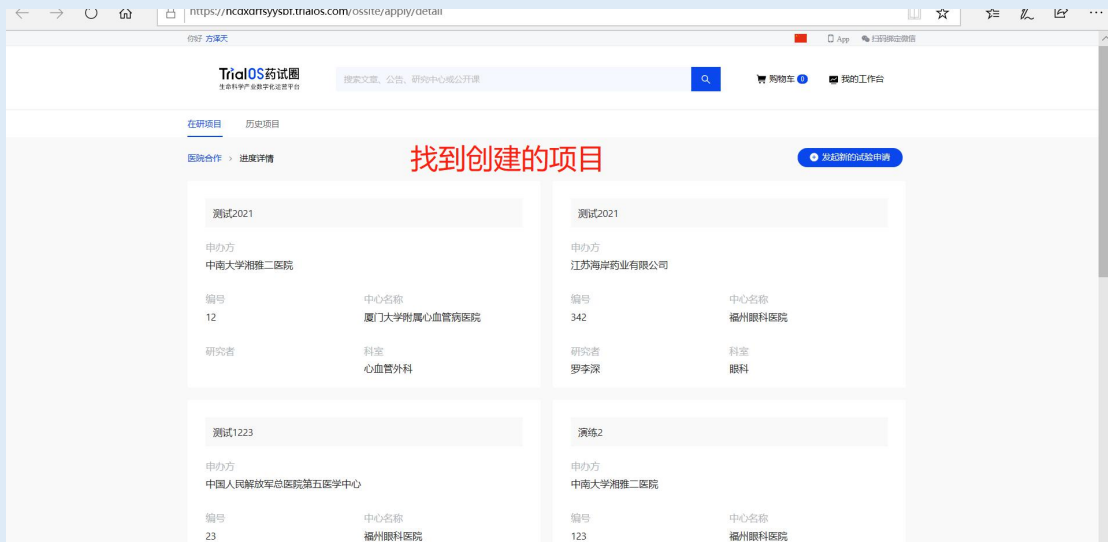 https://ncdxdffsyysbf.trialos.com/ossite/apply/detail
你好 方泽天
App 扫码绑定微信
TrialOS药试圈
生命科学产业数字化运营平台
搜索文章、公告、研究中心或公开课
购物车 0 我的工作台
在研项目 历史项目
医院合作 > 进度详情
找到创建的项目
发起新的试验申请
测试2021
申办方
中南大学湘雅二医院
编号 中心名称
12 厦门大学附属心血管病医院
研究者 科室
心血管外科
测试2021
申办方
江苏海岸药业有限公司
编号 中心名称
342 福州眼科医院
研究者 科室
罗李深 眼科
测试1223
申办方
中国人民解放军总医院第五医学中心
编号 中心名称
23 福州眼科医院
演练2
申办方
中南大学湘雅二医院
编号 中心名称
123 福州眼科医院